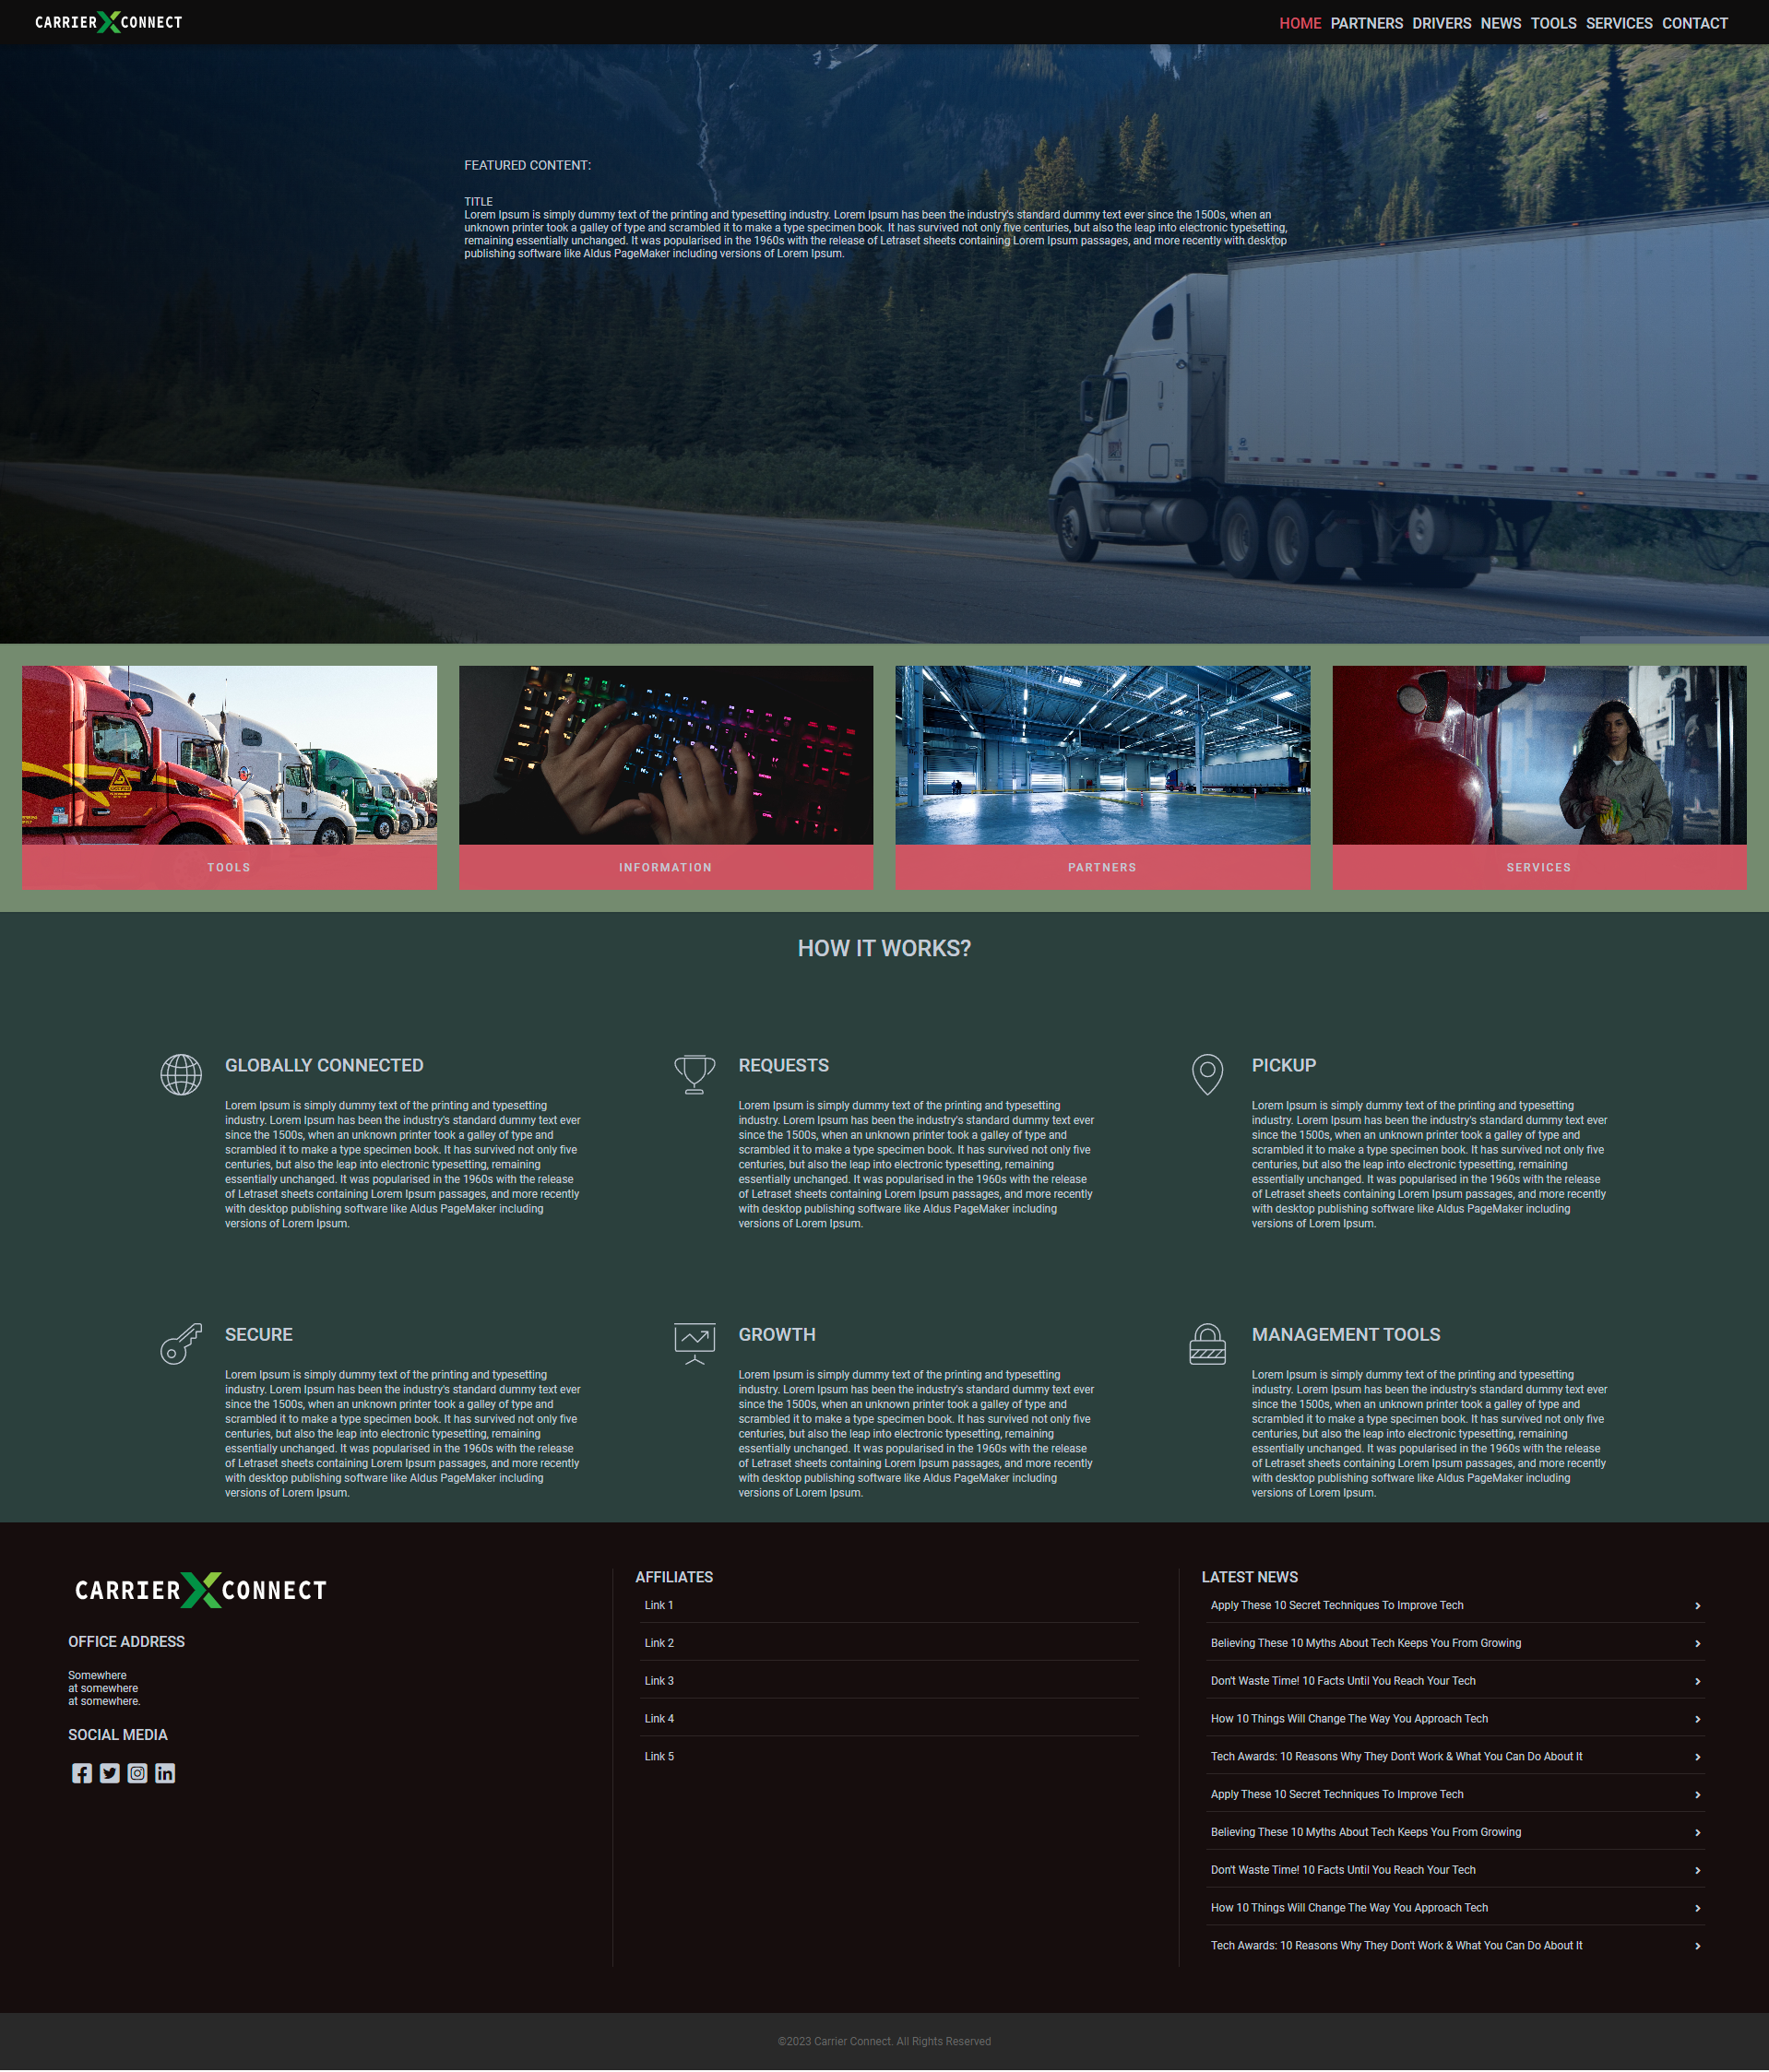 CARRIER CONNECT
HOME PARTNERS DRIVERS NEWS TOOLS SERVICES CONTACT
FEATURED CONTENT:
TITLE
Lorem Ipsum is simply dummy text of the printing and typesetting industry. Lorem Ipsum has been the industry's standard dummy text ever since the 1500s, when an
unknown printer took a galley of type and scrambled it to make a type specimen book. It has survived not only five centuries, but also the leap into electronic typesetting,
remaining essentially unchanged. It was popularised in the 1960s with the release of Letraset sheets containing Lorem Ipsum passages, and more recently with desktop
publishing software like Aldus PageMaker including versions of Lorem Ipsum.
TOOLS
INFORMATION
PARTNERS
SERVICES
HOW IT WORKS?
GLOBALLY CONNECTED
Lorem Ipsum is simply dummy text of the printing and typesetting
industry. Lorem Ipsum has been the industry's standard dummy text ever
since the 1500s, when an unknown printer took a galley of type and
scrambled it to make a type specimen book. It has survived not only five
centuries, but also the leap into electronic typesetting, remaining
essentially unchanged. It was popularised in the 1960s with the release
of Letraset sheets containing Lorem Ipsum passages, and more recently
with desktop publishing software like Aldus PageMaker including
versions of Lorem Ipsum.
REQUESTS
Lorem Ipsum is simply dummy text of the printing and typesetting
industry. Lorem Ipsum has been the industry's standard dummy text ever
since the 1500s, when an unknown printer took a galley of type and
scrambled it to make a type specimen book. It has survived not only five
centuries, but also the leap into electronic typesetting, remaining
essentially unchanged. It was popularised in the 1960s with the release
of Letraset sheets containing Lorem Ipsum passages, and more recently
with desktop publishing software like Aldus PageMaker including
versions of Lorem Ipsum.
PICKUP
Lorem Ipsum is simply dummy text of the printing and typesetting
industry. Lorem Ipsum has been the industry's standard dummy text ever
since the 1500s, when an unknown printer took a galley of type and
scrambled it to make a type specimen book. It has survived not only five
centuries, but also the leap into electronic typesetting, remaining
essentially unchanged. It was popularised in the 1960s with the release
of Letraset sheets containing Lorem Ipsum passages, and more recently
with desktop publishing software like Aldus PageMaker including
versions of Lorem Ipsum.
SECURE
Lorem Ipsum is simply dummy text of the printing and typesetting
industry. Lorem Ipsum has been the industry's standard dummy text ever
since the 1500s, when an unknown printer took a galley of type and
scrambled it to make a type specimen book. It has survived not only five
centuries, but also the leap into electronic typesetting, remaining
essentially unchanged. It was popularised in the 1960s with the release
of Letraset sheets containing Lorem Ipsum passages, and more recently
with desktop publishing software like Aldus PageMaker including
versions of Lorem Ipsum.
GROWTH
Lorem Ipsum is simply dummy text of the printing and typesetting
industry. Lorem Ipsum has been the industry's standard dummy text ever
since the 1500s, when an unknown printer took a galley of type and
scrambled it to make a type specimen book. It has survived not only five
centuries, but also the leap into electronic typesetting, remaining
essentially unchanged. It was popularised in the 1960s with the release
of Letraset sheets containing Lorem Ipsum passages, and more recently
with desktop publishing software like Aldus PageMaker including
versions of Lorem Ipsum.
MANAGEMENT TOOLS
Lorem Ipsum is simply dummy text of the printing and typesetting
industry. Lorem Ipsum has been the industry's standard dummy text ever
since the 1500s, when an unknown printer took a galley of type and
scrambled it to make a type specimen book. It has survived not only five
centuries, but also the leap into electronic typesetting, remaining
essentially unchanged. It was popularised in the 1960s with the release
of Letraset sheets containing Lorem Ipsum passages, and more recently
with desktop publishing software like Aldus PageMaker including
versions of Lorem Ipsum.
CARRIER CONNECT
OFFICE ADDRESS
Somewhere
at somewhere
at somewhere.
SOCIAL MEDIA
AFFILIATES
Link 1
Link 2
Link 3
Link 4
Link 5
LATEST NEWS
Apply These 10 Secret Techniques To Improve Tech
Believing These 10 Myths About Tech Keeps You From Growing
Don't Waste Time! 10 Facts Until You Reach Your Tech
How 10 Things Will Change The Way You Approach Tech
Tech Awards: 10 Reasons Why They Don't Work & What You Can Do About It
Apply These 10 Secret Techniques To Improve Tech
Believing These 10 Myths About Tech Keeps You From Growing
Don't Waste Time! 10 Facts Until You Reach Your Tech
How 10 Things Will Change The Way You Approach Tech
Tech Awards: 10 Reasons Why They Don't Work & What You Can Do About It
©2023 Carrier Connect. All Rights Reserved